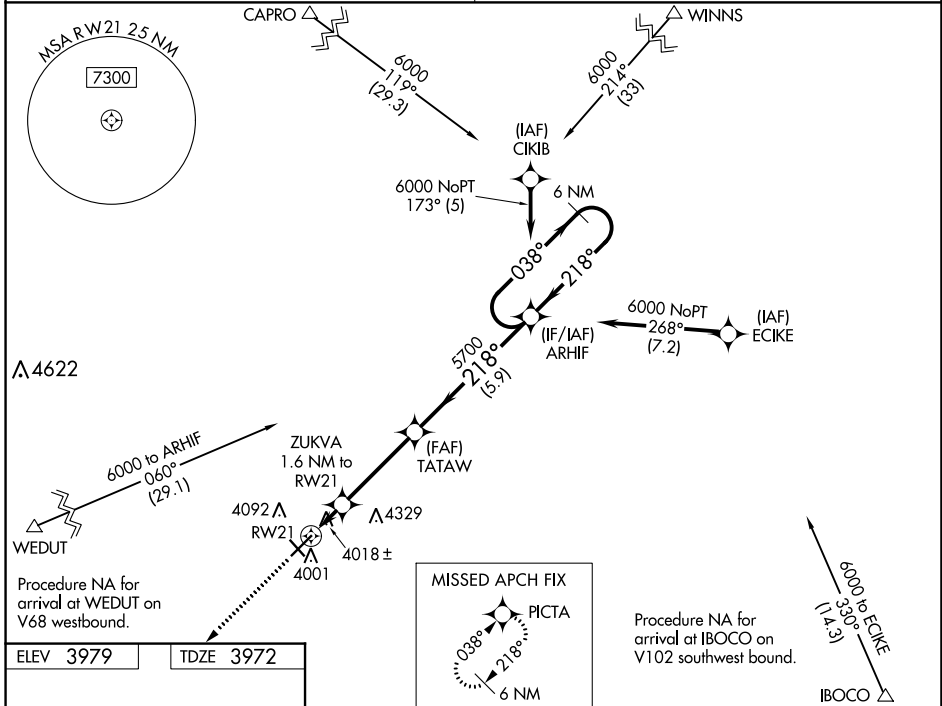 CAPRO
WINNS
MSA RW21 25 NM
7300
6000
119°
(29.3)
6000
214°
(33)
(IAF)
CIKIB
6000 NoPT
173° (5)
6 NM
038°
218°
6000 NoPT
268°
(7.2)
(IAF)
ECIKE
(IF/IAF)
ARHIF
5700
218°
(5.9)
4622
(FAF)
TATAW
ZUKVA
1.6 NM to
RW21
6000 to ARHIF
060°
(29.1)
4092
4329
RW21
4018 ±
4001
WEDUT
Procedure NA for
arrival at WEDUT on
V68 westbound.
MISSED APCH FIX
PICTA
038°
218°
6 NM
Procedure NA for
arrival at IBOCO on
V102 southwest bound.
6000 to ECIKE
330°
(14.3)
IBOCO
ELEV 3979
TDZE 3972